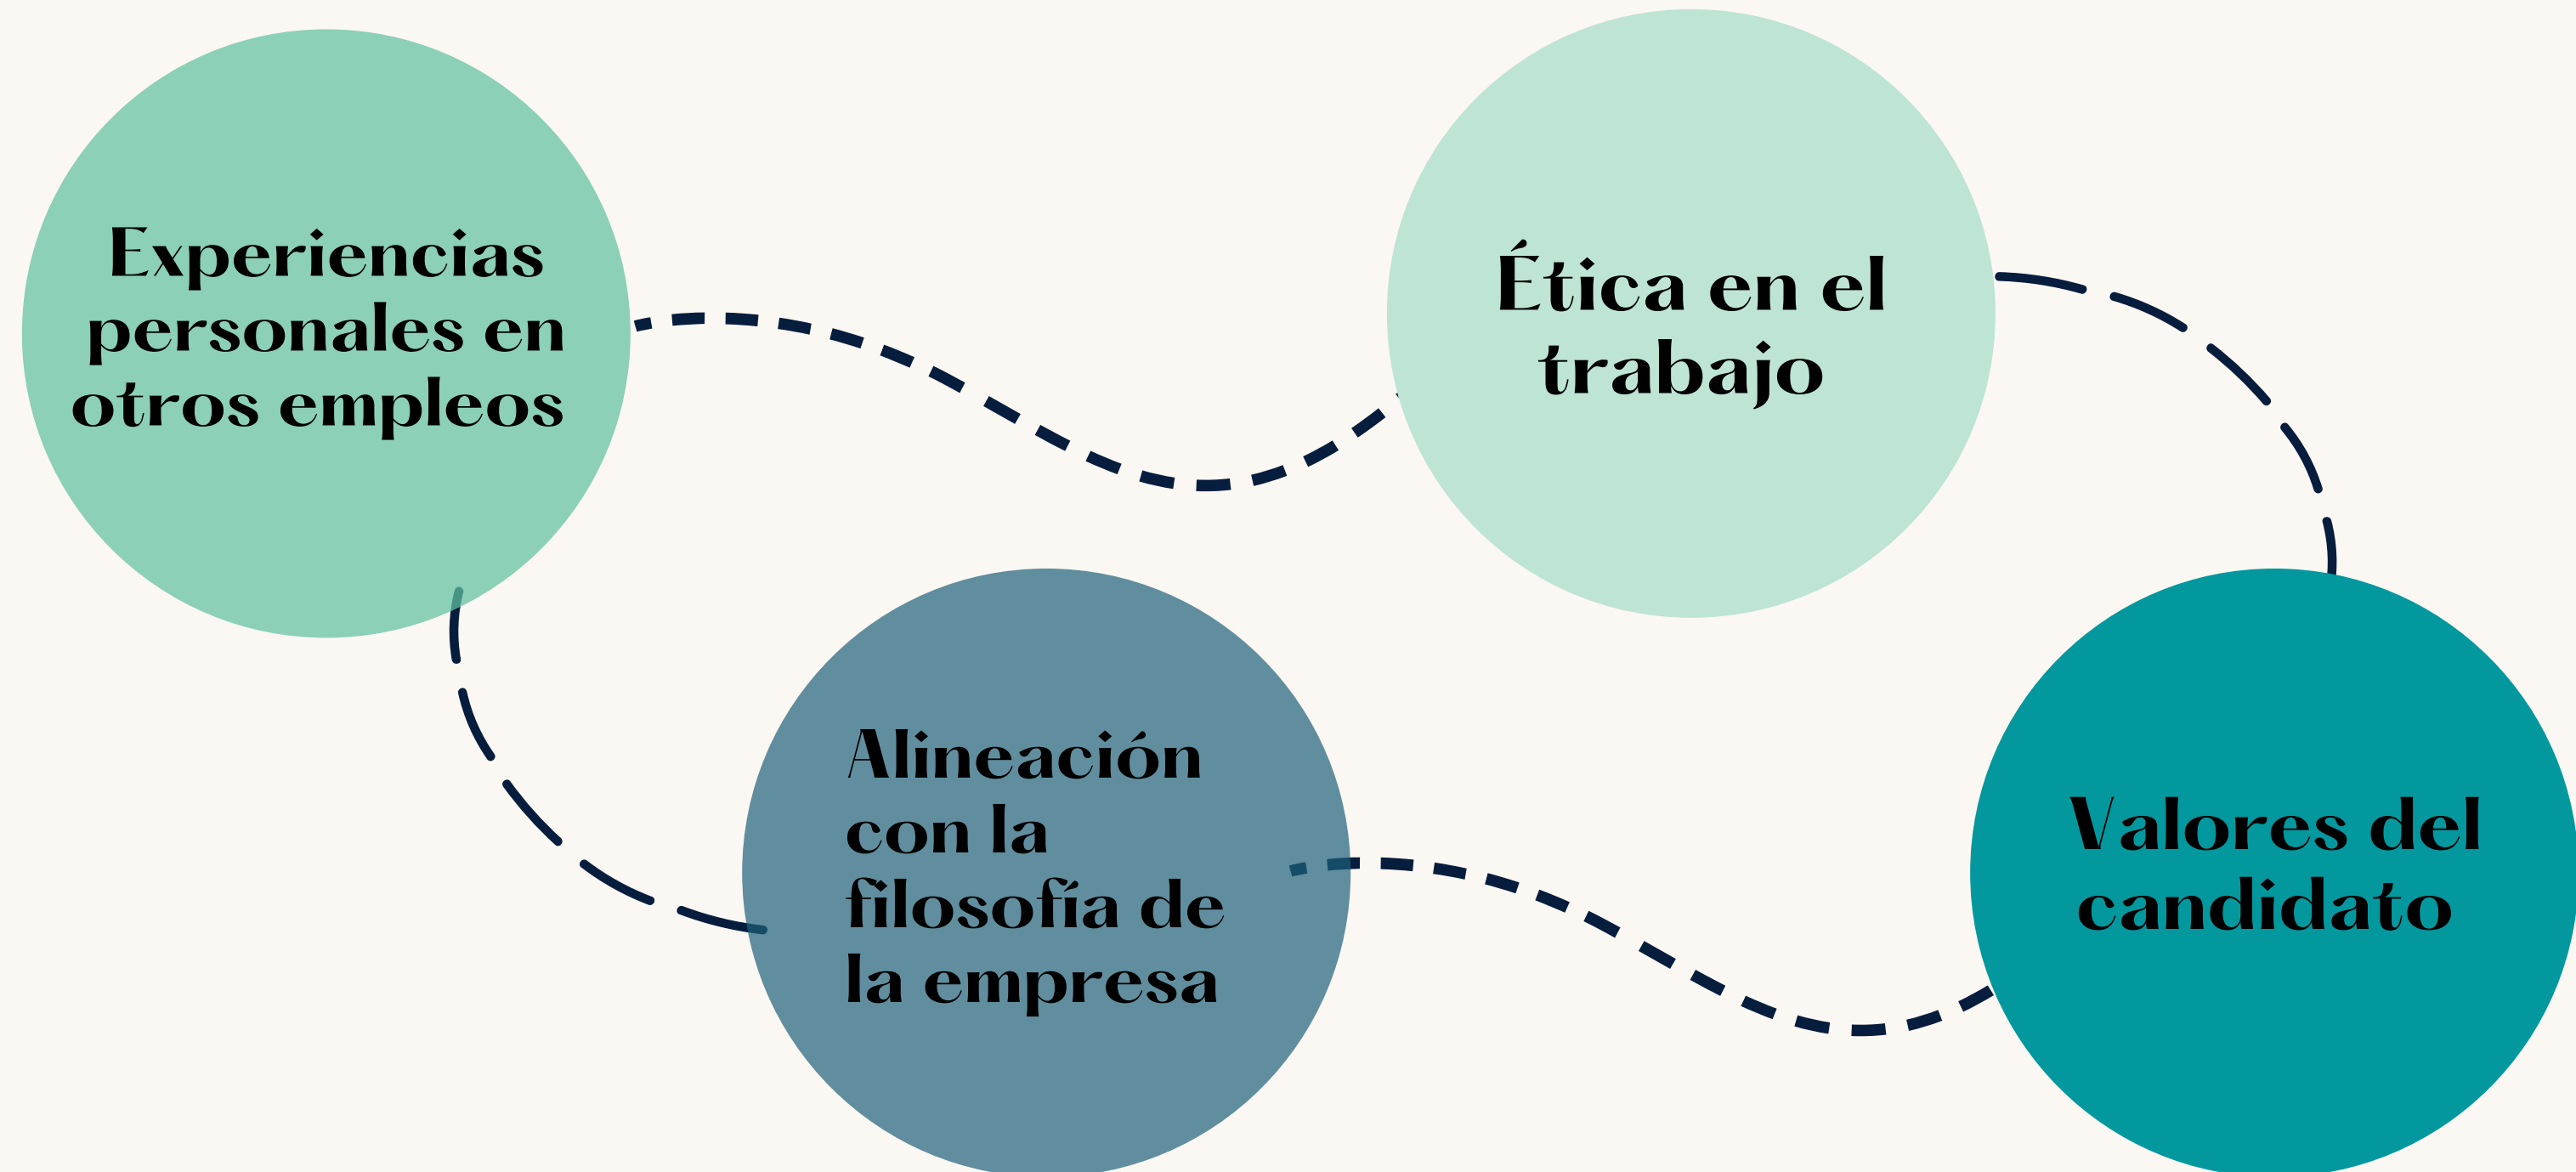 Experiencias
personales en
otros empleos
Ética en el
trabajo
Alineación
con la
filosofía de
la empresa
Valores del
candidato